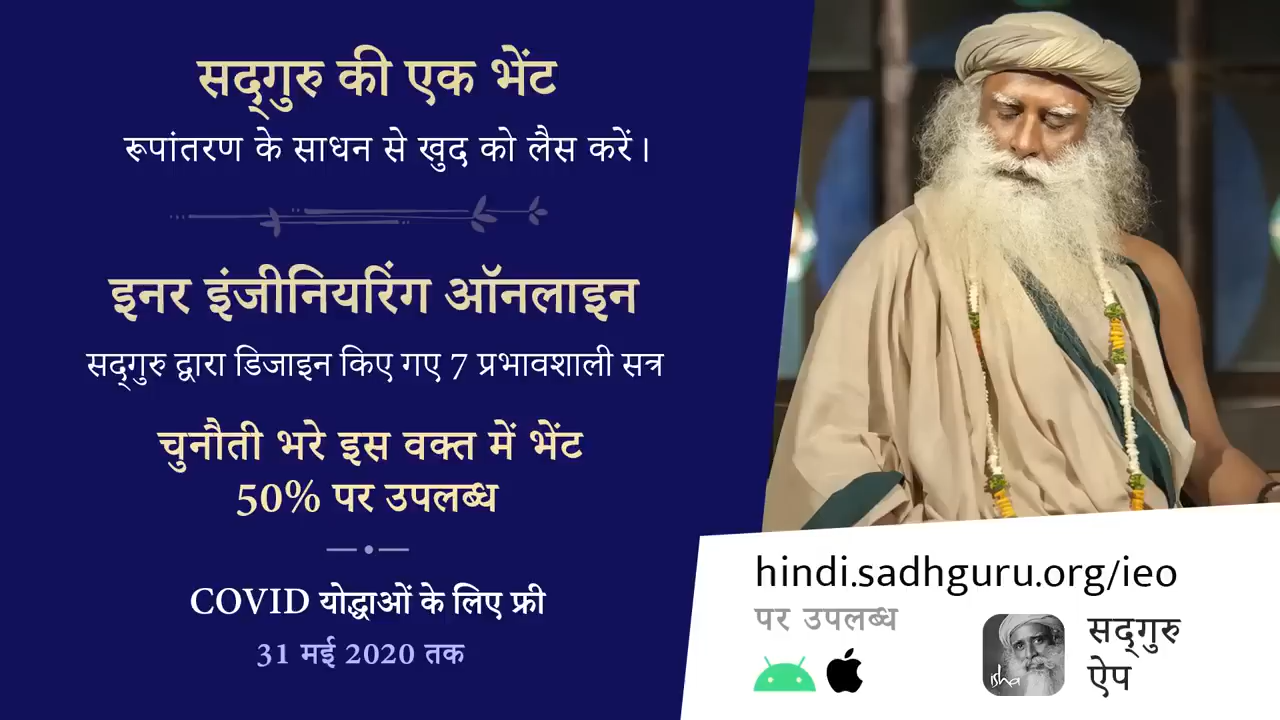 सद्‌गुरु की एक भेंट
रूपांतरण के साधन से खुद को लैस करें।
इनर इंजीनियरिंग ऑनलाइन
सद्‌गुरु द्वारा डिजाइन किए गए 7 प्रभावशाली सत्र
चुनौती भरे इस वक्त में भेंट
50% पर उपलब्ध
COVID योद्धाओं के लिए फ्री
31 मई 2020 तक
hindi.sadhguru.org/ieo
पर उपलब्ध
isha
सद्‌गुरु
ऐप